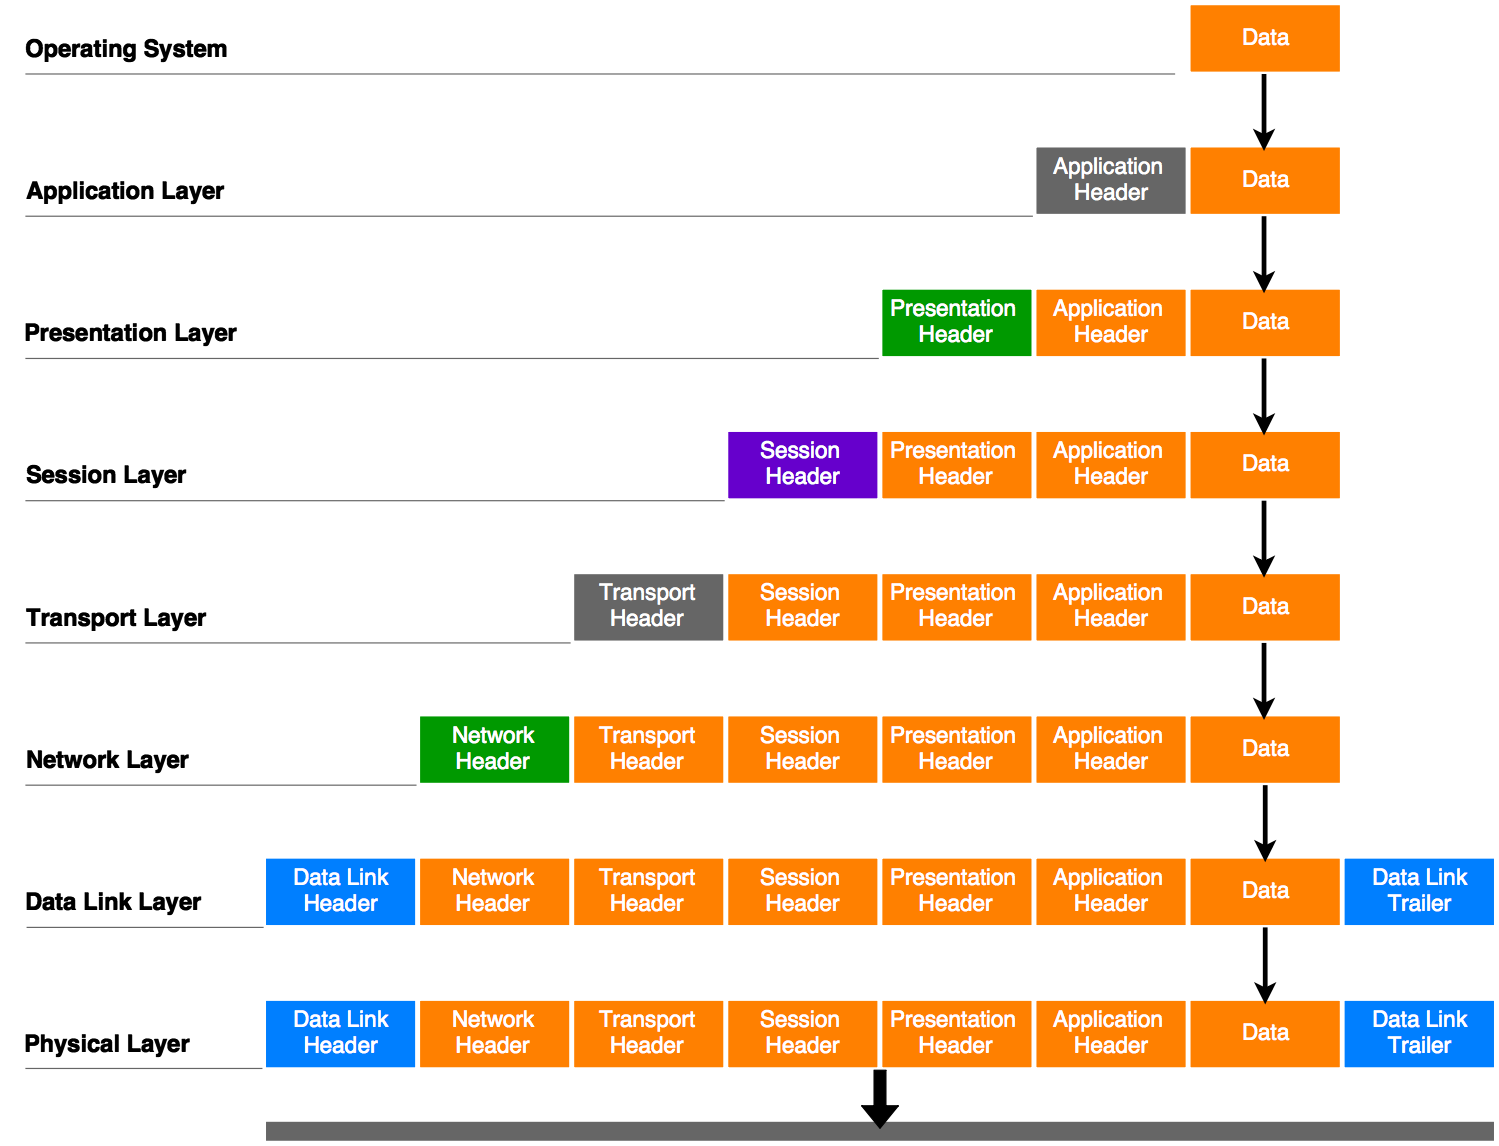 Operating System
Data
Application Layer
Application
Header
Data
Presentation Layer
Presentation
Header
Application
Header
Data
Session Layer
Session
Header
Presentation
Header
Application
Header
Data
Transport Layer
Transport
Header
Session
Header
Presentation
Header
Application
Header
Data
Network Layer
Network
Header
Transport
Header
Session
Header
Presentation
Header
Application
Header
Data
Data Link Layer
Data Link
Header
Network
Header
Transport
Header
Session
Header
Presentation
Header
Application
Header
Data
Data Link
Trailer
Physical Layer
Data Link
Header
Network
Header
Transport
Header
Session
Header
Presentation
Header
Application
Header
Data
Data Link
Trailer